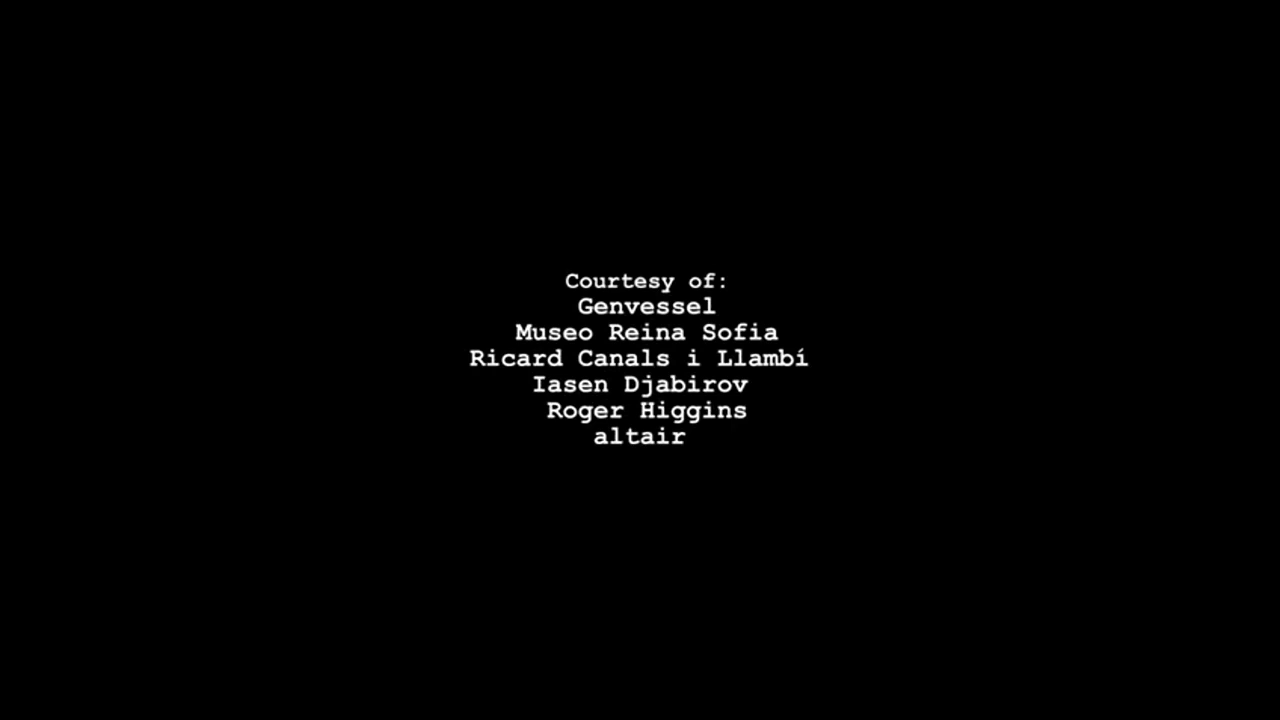 Courtesy of:
Genvessel
Museo Reina Sofia
Ricard Canals i Llambí
Iasen Djabirov
Roger Higgins
altair